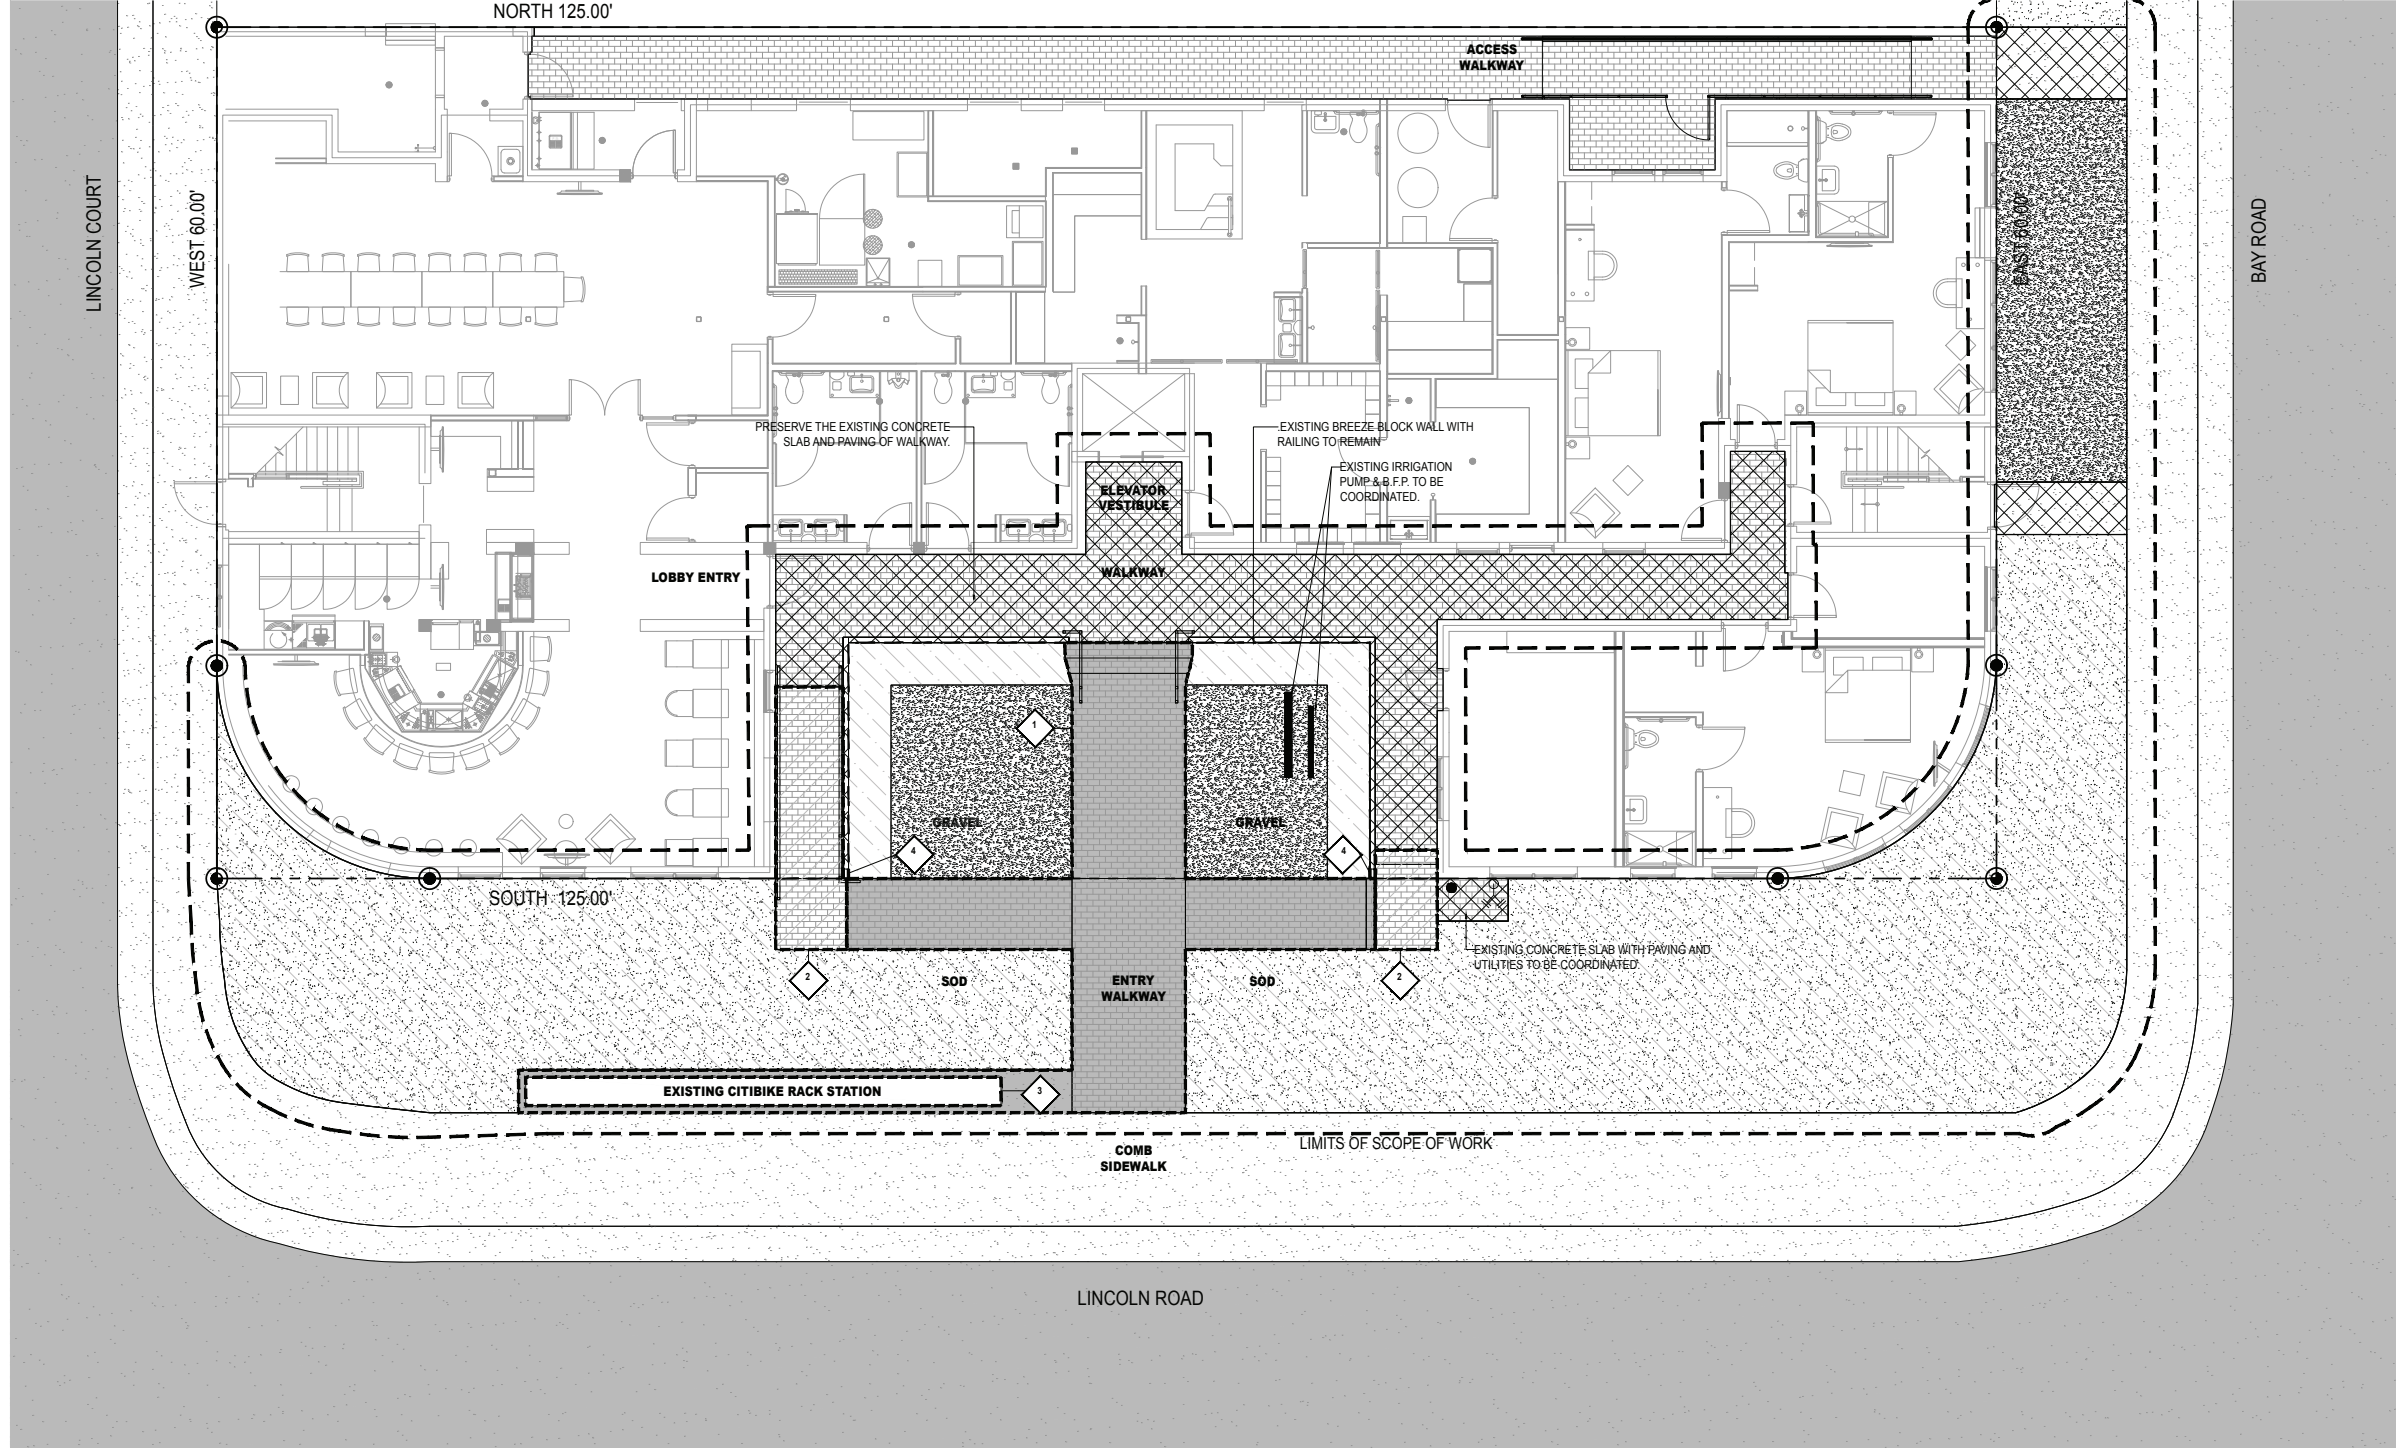 NORTH 125.00'
ACCESS
WALKWAY
LINCOLN COURT
WEST 60.00'
EAST 60.00'
BAY ROAD
PRESERVE THE EXISTING CONCRETE
SLAB AND PAVING OF WALKWAY.
EXISTING BREEZE BLOCK WALL WITH
RAILING TO REMAIN
EXISTING IRRIGATION
PUMP & B.F.P. TO BE
COORDINATED.
ELEVATOR
VESTIBULE
WALKWAY
LOBBY ENTRY
1
GRAVEL
GRAVEL
4
4
SOUTH 125.00'
EXISTING CONCRETE SLAB WITH PAVING AND
UTILITIES TO BE COORDINATED
2
2
SOD
ENTRY
WALKWAY
SOD
EXISTING CITIBIKE RACK STATION
3
LIMITS OF SCOPE OF WORK
COMB
SIDEWALK
LINCOLN ROAD